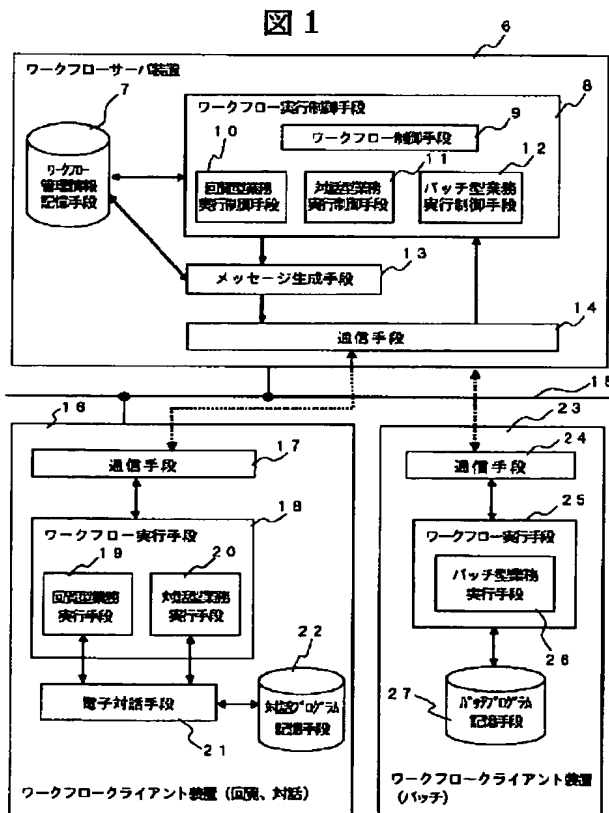 図1
6
ワークフローサーバ装置
7
8
ワークフロー実行制御手段
9
ワークフロー制御手段
10
11
12
ワークフロー
管理情報
記憶手段
回覧型業務
実行制御手段
対話型業務
実行制御手段
バッチ型業務
実行制御手段
13
メッセージ生成手段
14
通信手段
15
16
23
17
通信手段
24
通信手段
18
ワークフロー実行手段
25
ワークフロー実行手段
19
20
回覧型業務
実行手段
対話型業務
実行手段
バッチ型業務
実行手段
26
22
電子対話手段
21
対話プログラム
記憶手段
27
バッチプログラム
記憶手段
ワークフロークライアント装置(回覧、対話)
ワークフロークライアント装置
(バッチ)